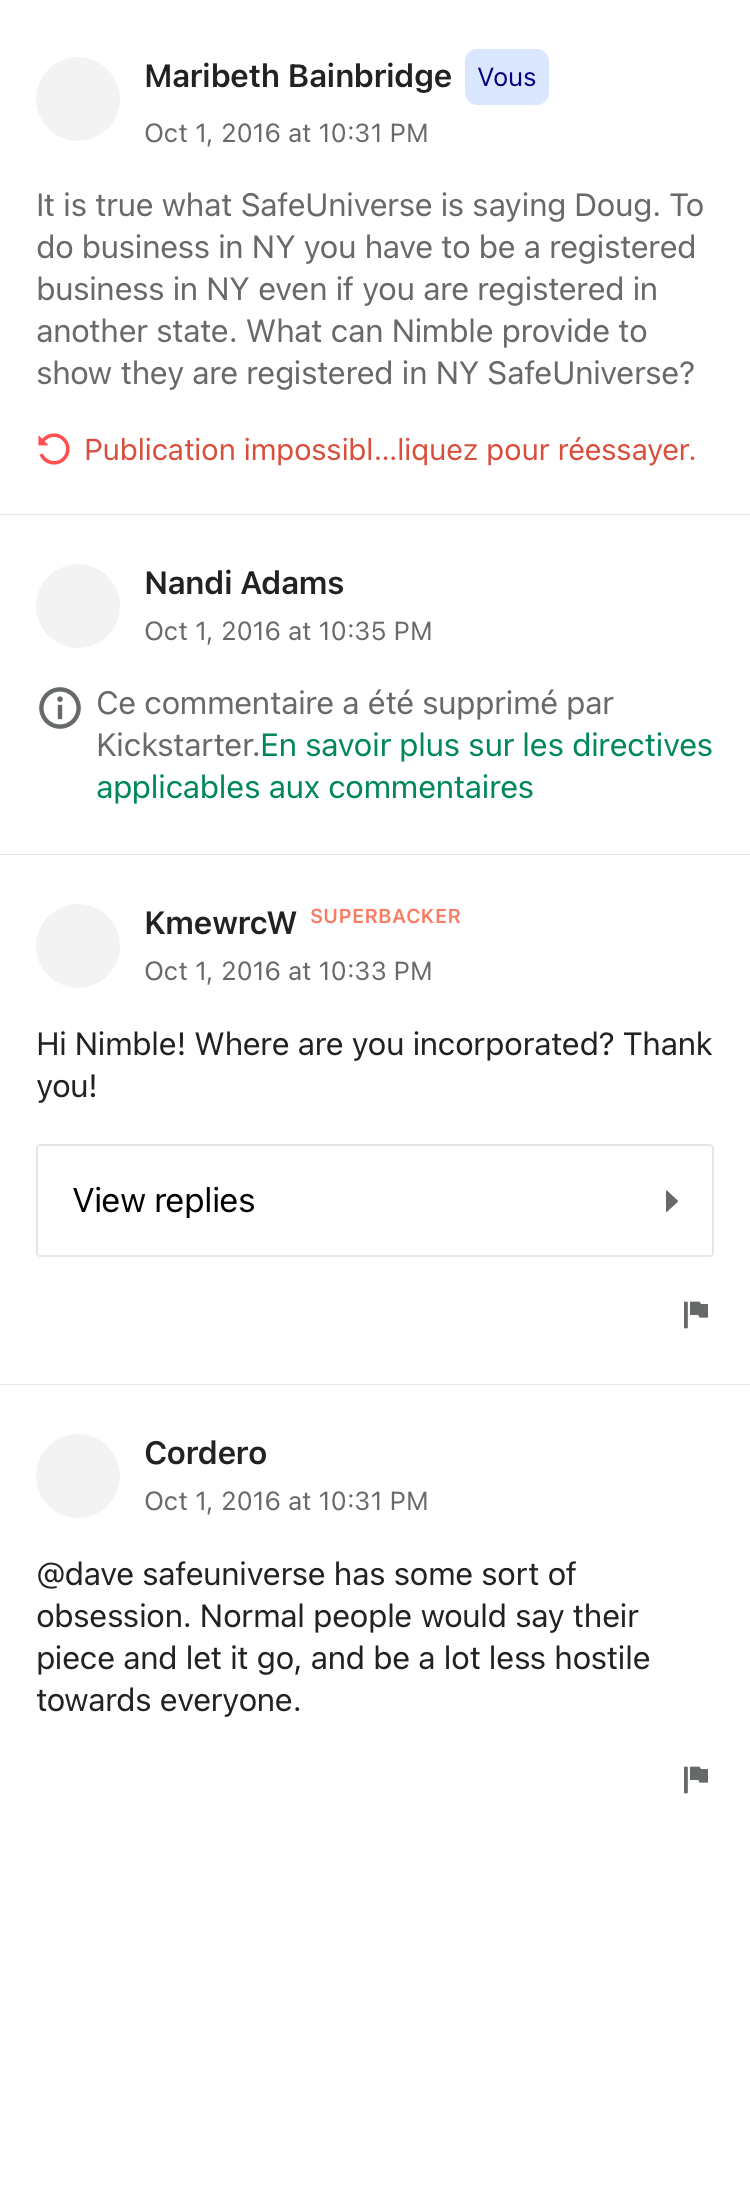 Maribeth Bainbridge Vous
Oct 1, 2016 at 10:31 PM
It is true what SafeUniverse is saying Doug. To
do business in NY you have to be a registered
business in NY even if you are registered in
another state. What can Nimble provide to
show they are registered in NY SafeUniverse?
Publication impossibl...liquez pour réessayer.
Nandi Adams
Oct 1, 2016 at 10:35 PM
Ce commentaire a été supprimé par
Kickstarter.En savoir plus sur les directives
applicables aux commentaires
KmewrcW SUPERBACKER
Oct 1, 2016 at 10:33 PM
Hi Nimble! Where are you incorporated? Thank
you!
View replies
Cordero
Oct 1, 2016 at 10:31 PM
@dave safeuniverse has some sort of
obsession. Normal people would say their
piece and let it go, and be a lot less hostile
towards everyone.